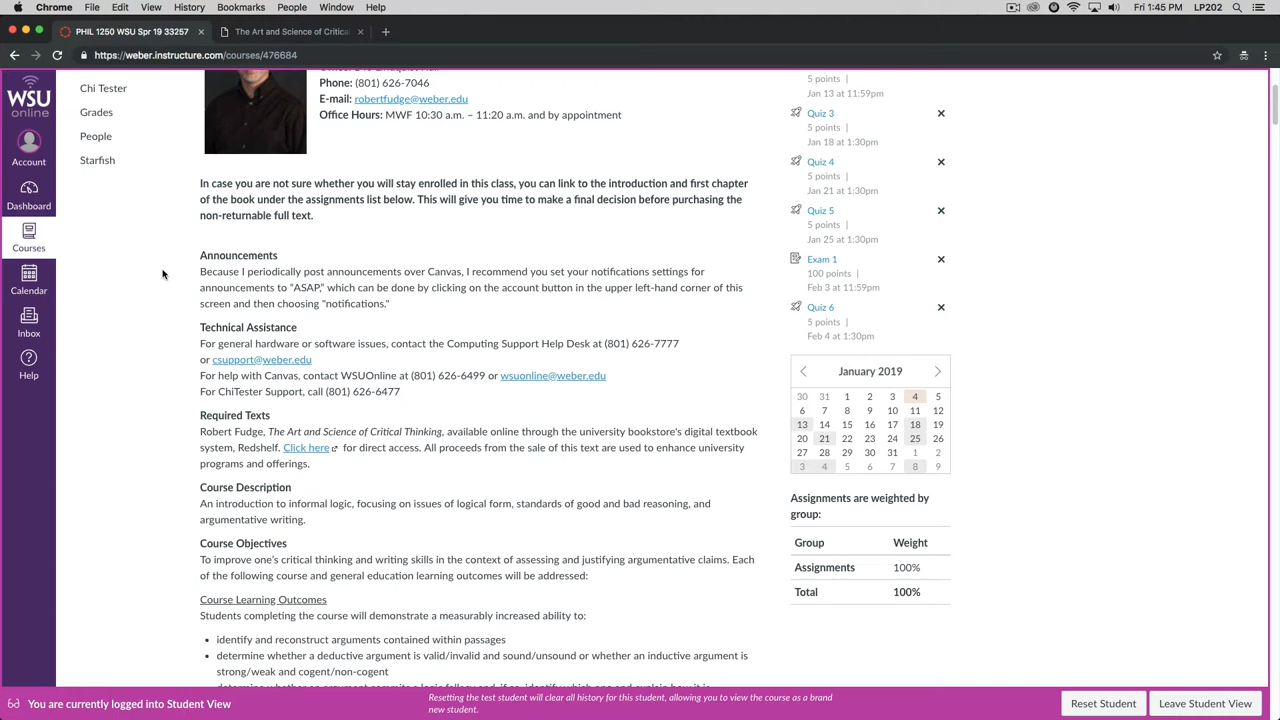 Chrome File Edit View History Bookmarks People Window Help
1:45 PM LP202
PHIL 1250 WSU Spr 19 33257
The Art and Science of Critical
https://weber.instructure.com/courses/476684
WSU
online
Account
Dashboard
Courses
Calendar
Inbox
Help
Chi Tester
Grades
People
Starfish
Phone: (801) 626-7046
E-mail: robertfudge@weber.edu
Office Hours: MWF 10:30 a.m. – 11:20 a.m. and by appointment
In case you are not sure whether you will stay enrolled in this class, you can link to the introduction and first chapter
of the book under the assignments list below. This will give you time to make a final decision before purchasing the
non-returnable full text.
Announcements
Because I periodically post announcements over Canvas, I recommend you set your notifications settings for
announcements to “ASAP,” which can be done by clicking on the account button in the upper left-hand corner of this
screen and then choosing "notifications."
Technical Assistance
For general hardware or software issues, contact the Computing Support Help Desk at (801) 626-7777
or csupport@weber.edu
For help with Canvas, contact WSUOnline at (801) 626-6499 or wsuonline@weber.edu
For ChiTester Support, call (801) 626-6477
Required Texts
Robert Fudge, The Art and Science of Critical Thinking, available online through the university bookstore's digital textbook
system, Redshelf. Click here for direct access. All proceeds from the sale of this text are used to enhance university
programs and offerings.
Course Description
An introduction to informal logic, focusing on issues of logical form, standards of good and bad reasoning, and
argumentative writing.
Course Objectives
To improve one’s critical thinking and writing skills in the context of assessing and justifying argumentative claims. Each
of the following course and general education learning outcomes will be addressed:
Course Learning Outcomes
Students completing the course will demonstrate a measurably increased ability to:
• identify and reconstruct arguments contained within passages
• determine whether a deductive argument is valid/invalid and sound/unsound or whether an inductive argument is
strong/weak and cogent/non-cogent
5 points |
Jan 13 at 11:59pm
Quiz 3
5 points |
Jan 18 at 1:30pm
Quiz 4
5 points |
Jan 21 at 1:30pm
Quiz 5
5 points |
Jan 25 at 1:30pm
Exam 1
100 points |
Feb 3 at 11:59pm
Quiz 6
5 points |
Feb 4 at 1:30pm
January 2019
30 31 1 2 3 4 5
6 7 8 9 10 11 12
13 14 15 16 17 18 19
20 21 22 23 24 25 26
27 28 29 30 31 1 2
3 4 5 6 7 8 9
Assignments are weighted by
group:
Group Weight
Assignments 100%
Total 100%
You are currently logged into Student View
Resetting the test student will clear all history for this student, allowing you to view the course as a brand
new student.
Reset Student
Leave Student View